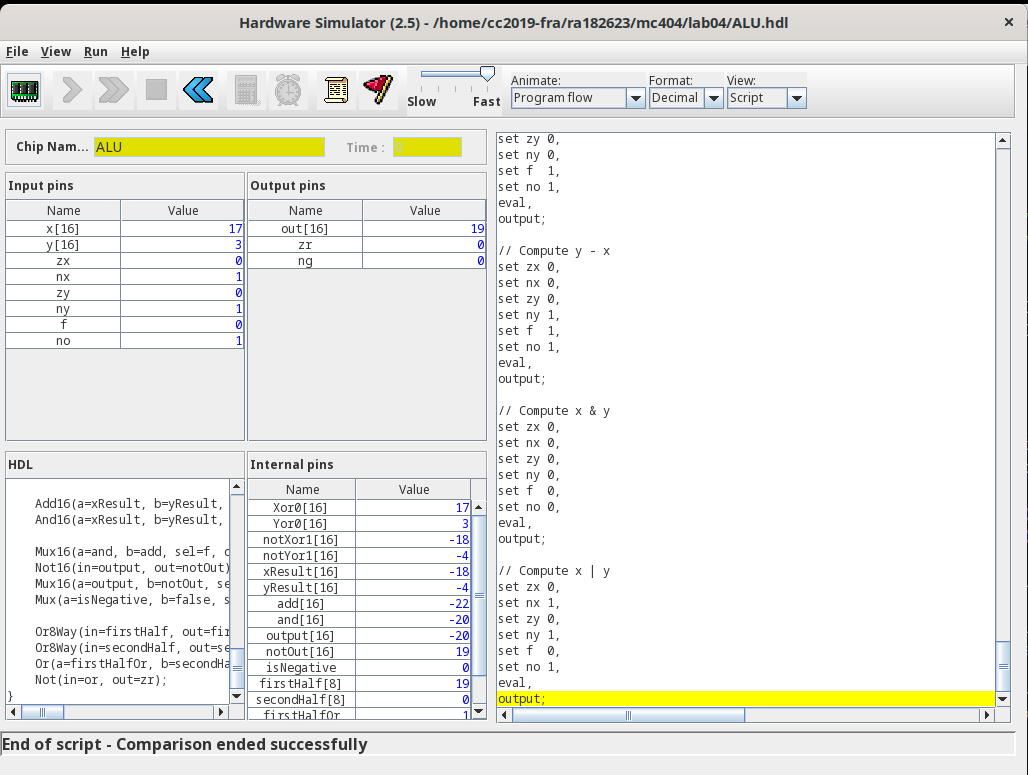 Hardware Simulator (2.5) - /home/cc2019-fra/ra182623/mc404/lab04/ALU.hdl
File View Run Help
Slow Fast
Animate: Format: View:
Program flow Decimal Script
Chip Nam... ALU Time : 0
Input pins
Name Value
x[16] 17
y[16] 3
zx 0
nx 1
zy 0
ny 1
f 0
no 1
Output pins
Name Value
out[16] 19
zr 0
ng 0
HDL
Add16(a=xResult, b=yResult,
And16(a=xResult, b=yResult,
Mux16(a=and, b=add, sel=f, o
Not16(in=output, out=notOut)
Mux16(a=output, b=notOut, se
Mux(a=isNegative, b=false, s
Or8Way(in=firstHalf, out=fir
Or8Way(in=secondHalf, out=se
Or(a=firstHalfOr, b=secondHa
Not(in=or, out=zr);
}
Internal pins
Name Value
Xor0[16] 17
Yor0[16] 3
notXor1[16] -18
notYor1[16] -4
xResult[16] -18
yResult[16] -4
add[16] -22
and[16] -20
output[16] -20
notOut[16] 19
isNegative 0
firstHalf[8] 19
secondHalf[8] 0
firstHalfOr 1
set zy 0,
set ny 0,
set f 1,
set no 1,
eval,
output;
// Compute y - x
set zx 0,
set nx 0,
set zy 0,
set ny 1,
set f 1,
set no 1,
eval,
output;
// Compute x & y
set zx 0,
set nx 0,
set zy 0,
set ny 0,
set f 0,
set no 0,
eval,
output;
// Compute x | y
set zx 0,
set nx 1,
set zy 0,
set ny 1,
set f 0,
set no 1,
eval,
output;
End of script - Comparison ended successfully